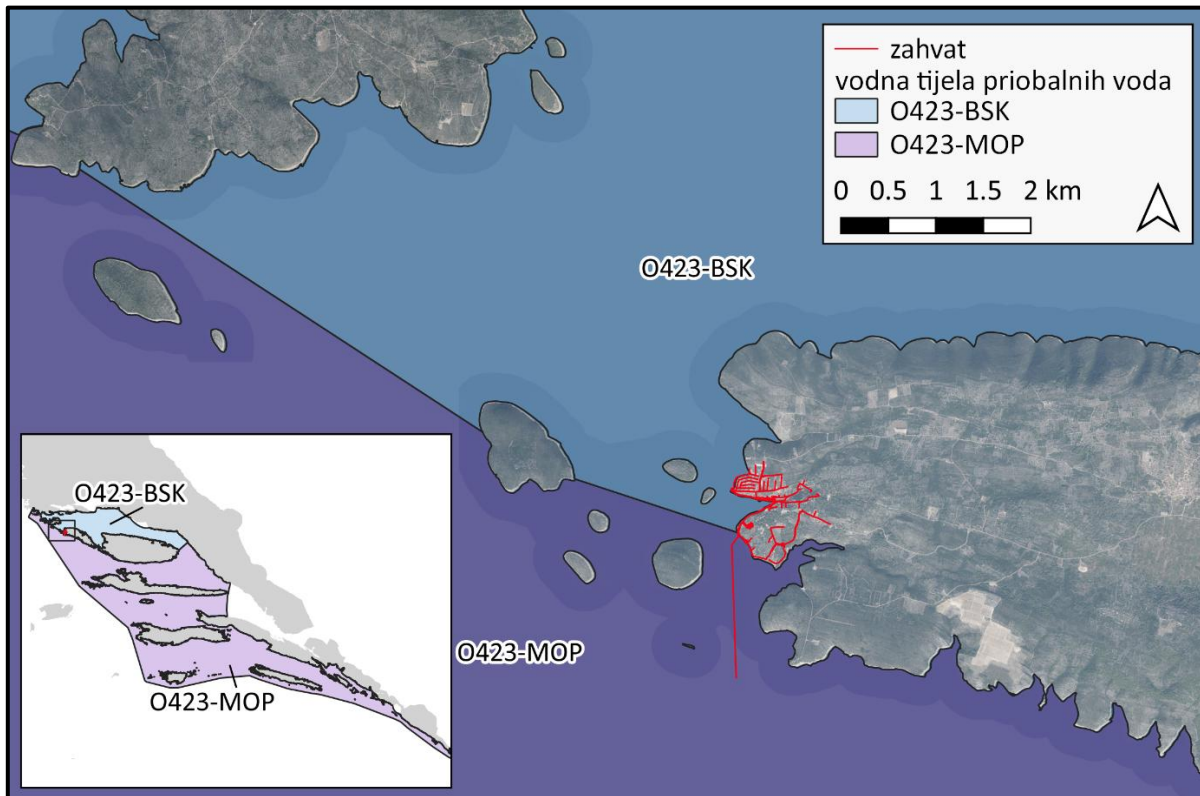 zahvat
vodna tijela priobalnih voda
O423-BSK
O423-MOP
0 0.5 1 1.5 2 km
O423-BSK
O423-BSK
O423-MOP
O423-MOP